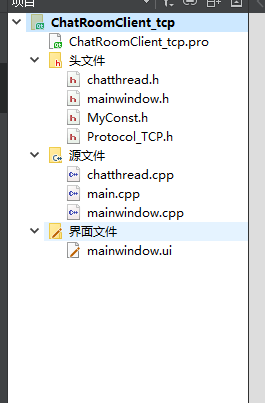 项目
ChatRoomClient_tcp
ChatRoomClient_tcp.pro
头文件
chatthread.h
mainwindow.h
MyConst.h
Protocol_TCP.h
源文件
chatthread.cpp
main.cpp
mainwindow.cpp
界面文件
mainwindow.ui